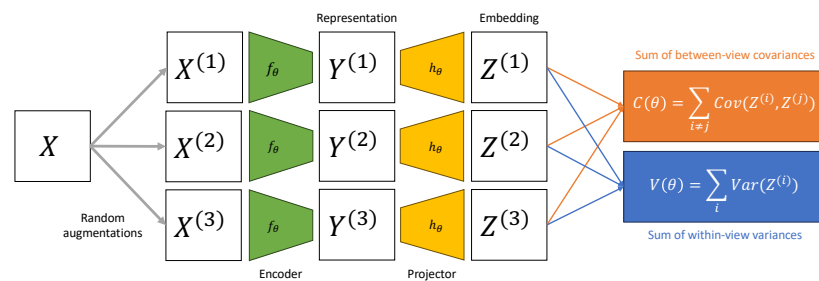 Representation
Embedding
X^{(1)}
f_θ
Y^{(1)}
h_θ
Z^{(1)}
Sum of between-view covariances
C(θ) = ∑_{i≠j} Cov(Z^{(i)}, Z^{(j)})
X
X^{(2)}
f_θ
Y^{(2)}
h_θ
Z^{(2)}
V(θ) = ∑_i Var(Z^{(i)})
Sum of within-view variances
Random
augmentations
X^{(3)}
f_θ
Y^{(3)}
h_θ
Z^{(3)}
Encoder
Projector